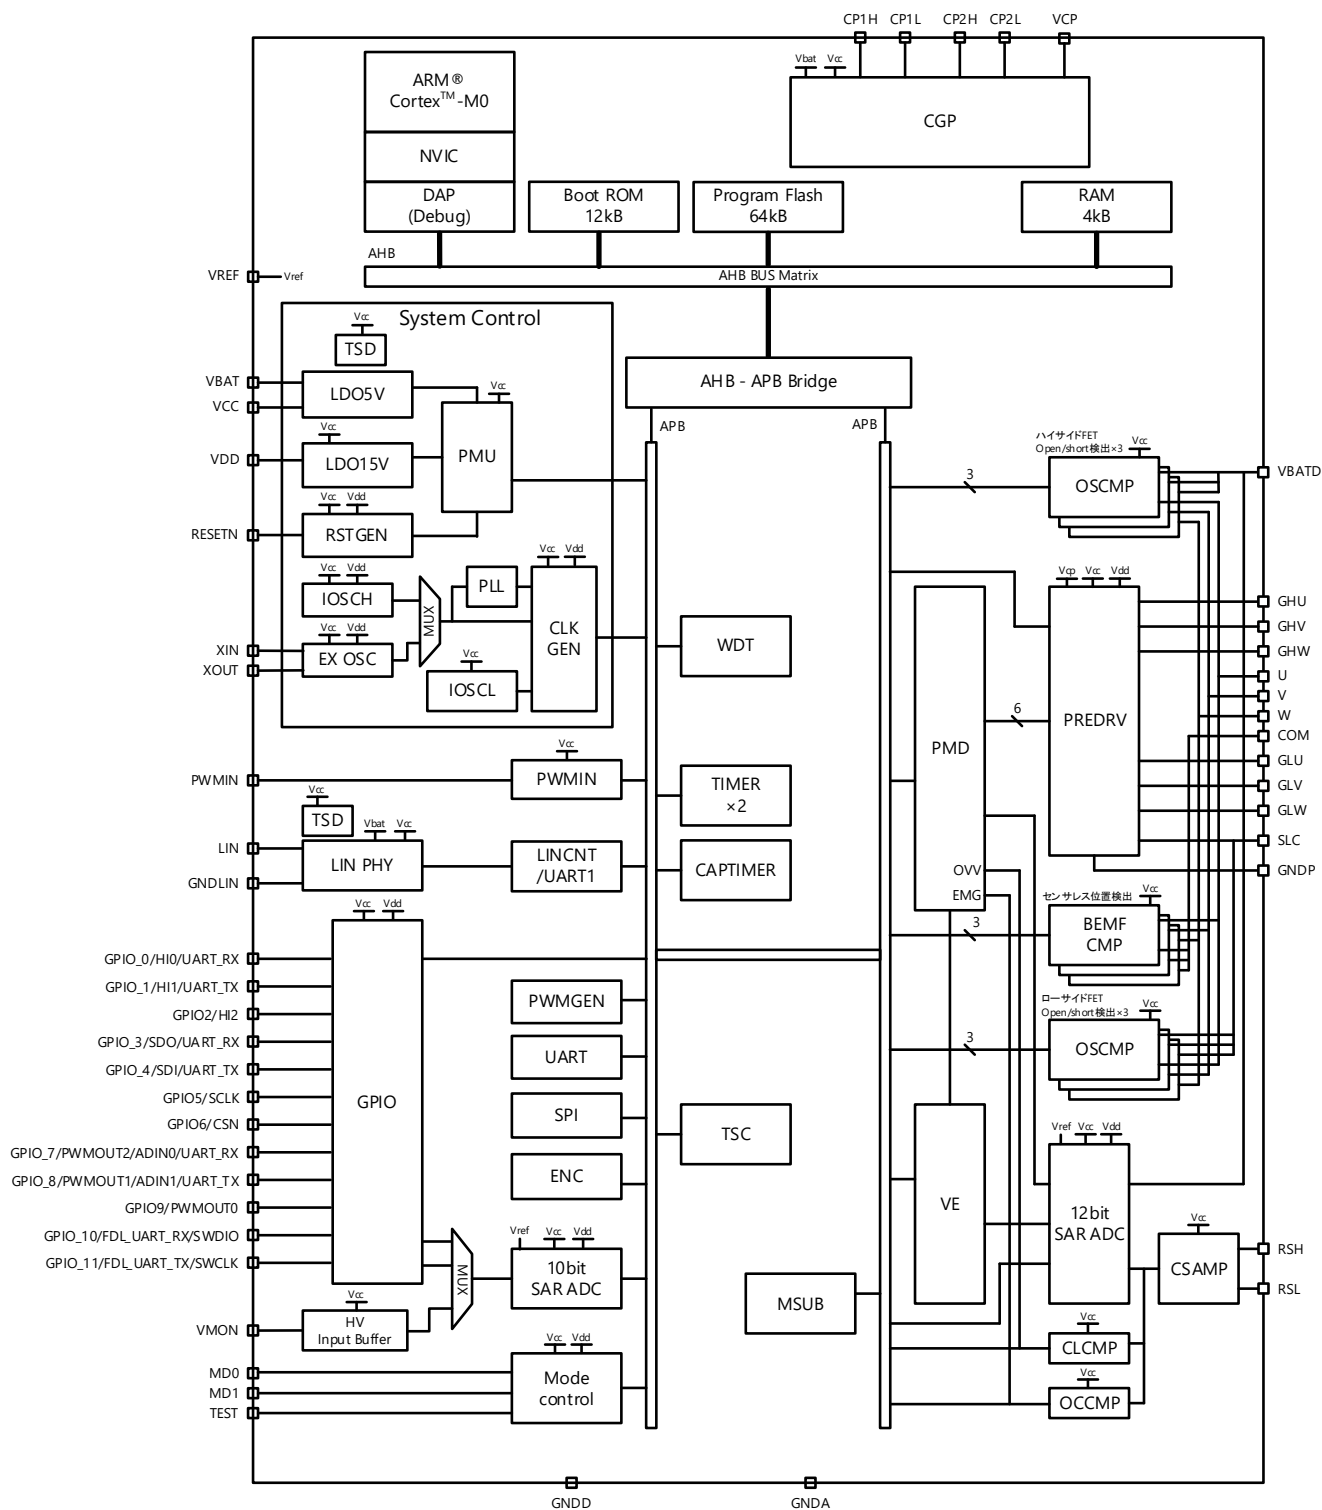 CP1H
CP1L
CP2H
CP2L
VCP
Vbat
Vcc
CGP
ARM®
Cortex™-M0
NVIC
DAP
(Debug)
Boot ROM
12kB
Program Flash
64kB
RAM
4kB
AHB
AHB BUS Matrix
VREF
Vref
System Control
Vcc
TSD
VBAT
VCC
LDO5V
Vcc
PMU
VDD
Vcc
LDO15V
RESETN
Vcc
Vdd
RSTGEN
Vcc
Vdd
IOSCH
MUX
PLL
Vcc
Vdd
CLK
GEN
XIN
XOUT
Vcc
Vdd
EX OSC
Vcc
IOSCL
AHB - APB Bridge
APB
APB
ハイサイドFET
Open/short検出×3
Vcc
3
OSCMP
VBATD
WDT
PMD
OVV
EMG
6
Vcp
Vcc
Vdd
PREDRV
GHU
GHV
GHW
U
V
W
COM
GLU
GLV
GLW
SLC
GNDP
PWMIN
Vcc
PWMIN
TIMER
×2
Vcc
TSD
LIN
GNDLIN
Vbat
Vcc
LIN PHY
LINCNT
/UART1
CAPTIMER
センサレス位置検出
Vcc
3
BEMF
CMP
Vcc
Vdd
GPIO
GPIO_0/HI0/UART_RX
GPIO_1/HI1/UART_TX
GPIO2/HI2
GPIO_3/SDO/UART_RX
GPIO_4/SDI/UART_TX
GPIO5/SCLK
GPIO6/CSN
GPIO_7/PWMOUT2/ADIN0/UART_RX
GPIO_8/PWMOUT1/ADIN1/UART_TX
GPIO9/PWMOUT0
GPIO_10/FDL_UART_RX/SWDIO
GPIO_11/FDL_UART_TX/SWCLK
PWMGEN
UART
SPI
ENC
TSC
ローサイドFET
Open/short検出×3
Vcc
3
OSCMP
VE
Vref
Vcc
Vdd
12bit
SAR ADC
Vcc
CSAMP
RSH
RSL
MUX
Vref
Vcc
Vdd
10bit
SAR ADC
MSUB
VMON
Vcc
HV
Input Buffer
Vcc
CLCMP
Vcc
OCCMP
MD0
MD1
TEST
Vcc
Vdd
Mode
control
GNDD
GNDA